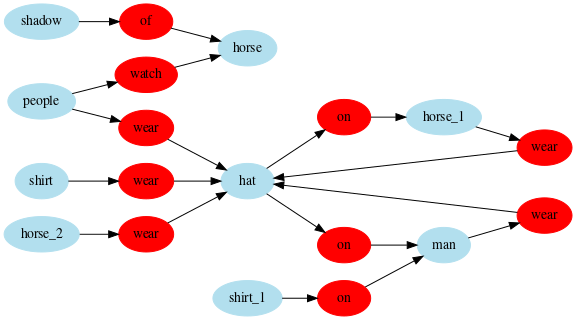 shadow
of
horse
people
watch
wear
on
horse_1
wear
shirt
wear
hat
horse_2
wear
on
man
wear
shirt_1
on